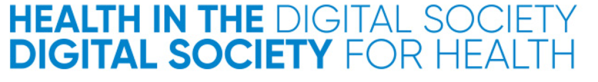 HEALTH IN THE DIGITAL SOCIETY
DIGITAL SOCIETY FOR HEALTH